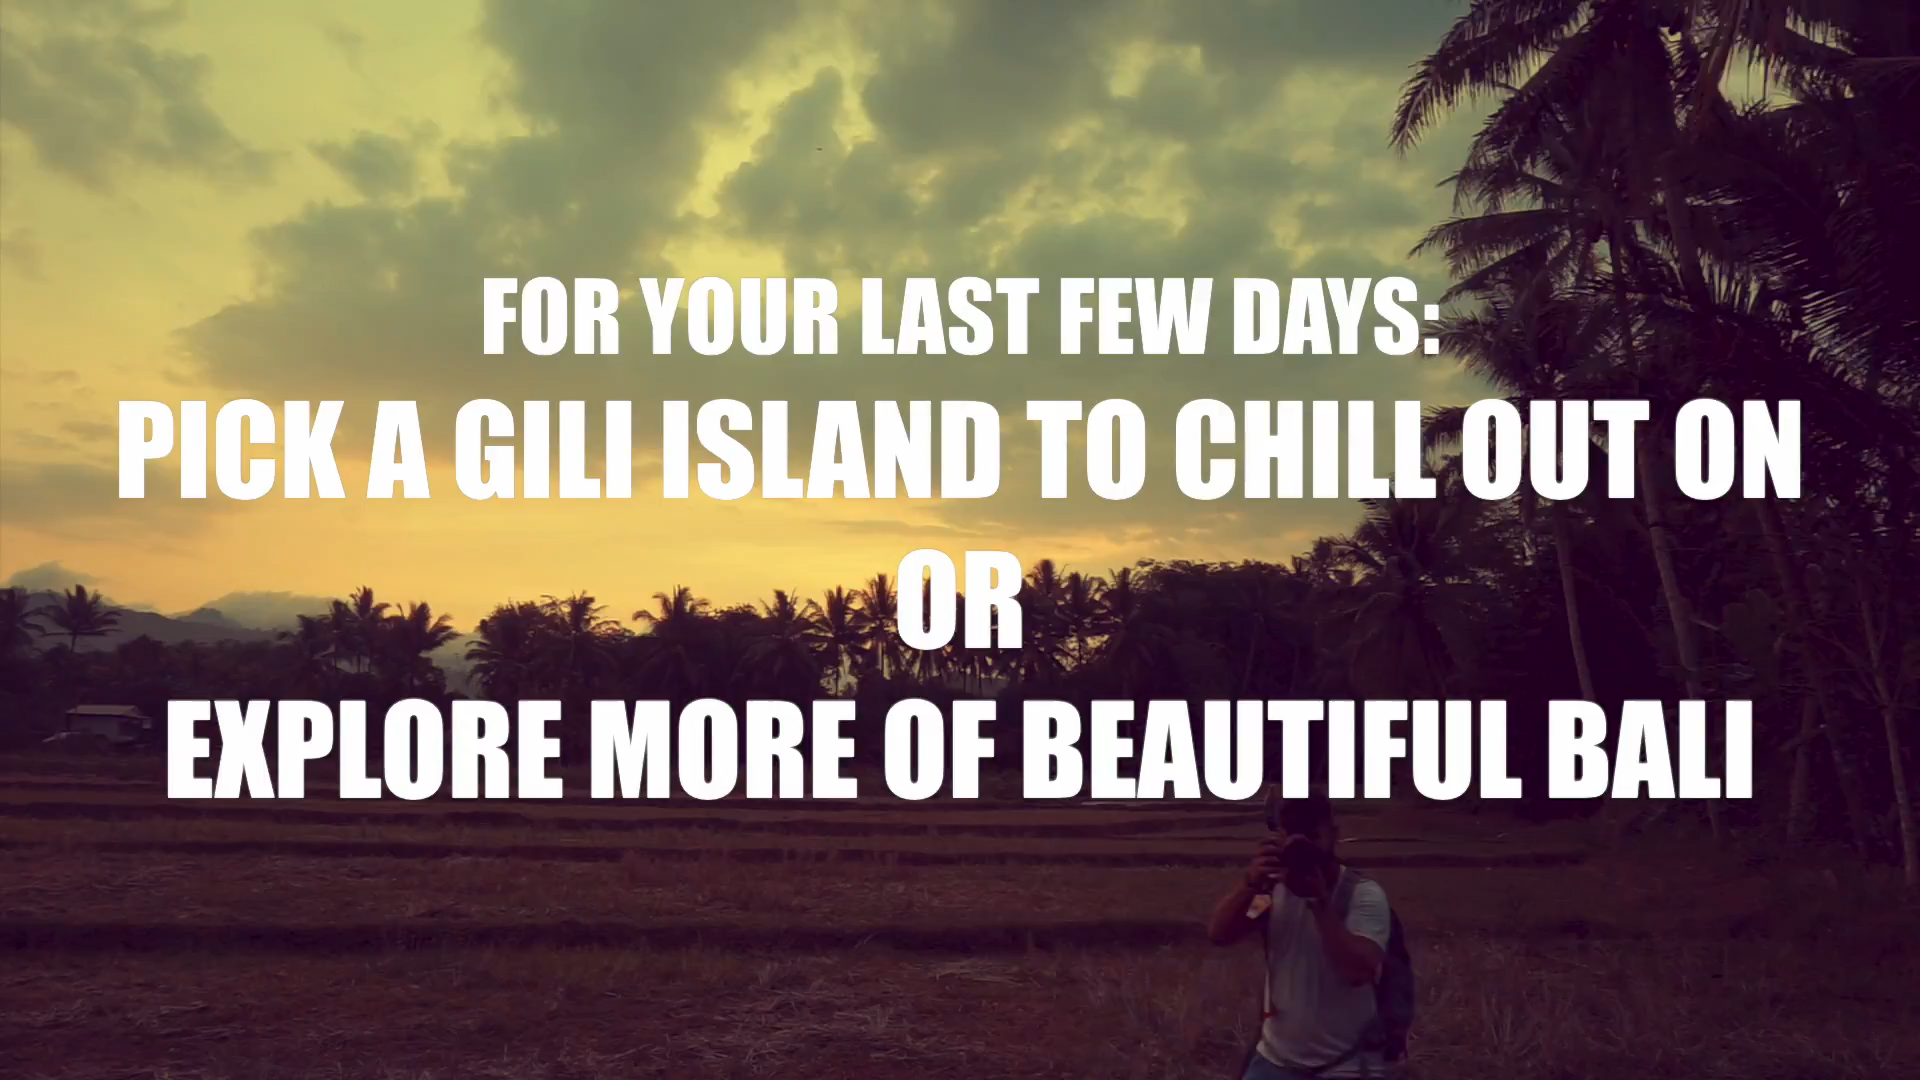 FOR YOUR LAST FEW DAYS:
PICK A GILI ISLAND TO CHILL OUT ON
OR
EXPLORE MORE OF BEAUTIFUL BALI